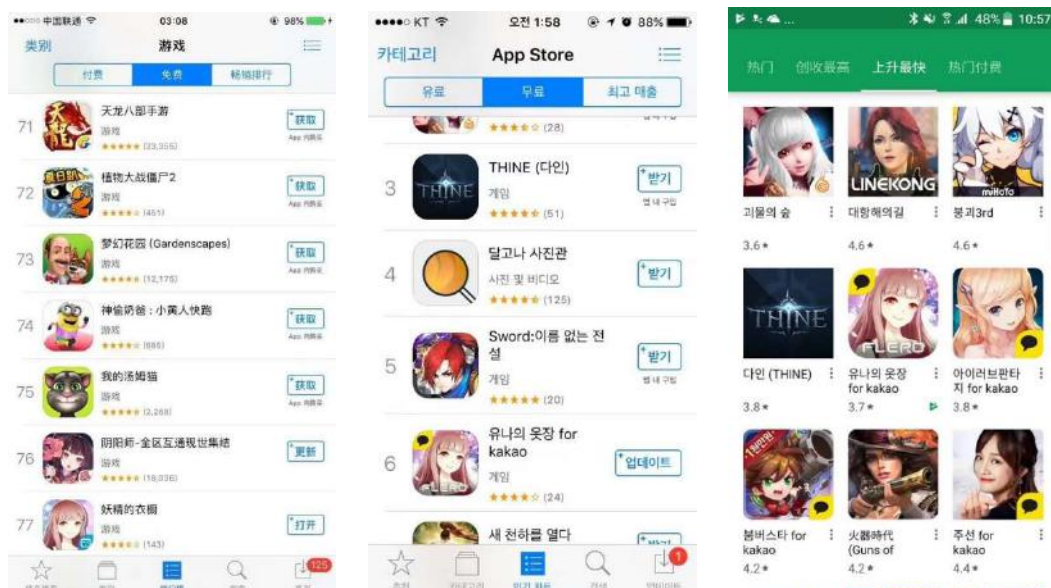 中国联通
03:08
98%
类别
游戏
付费
免费
畅销排行
71
天龙八部手游
游戏
(23,355)
获取
72
植物大战僵尸2
游戏
(451)
获取
73
梦幻花园 (Gardenscapes)
游戏
(12,175)
获取
74
神偷奶爸：小黄人快跑
游戏
(685)
获取
75
我的汤姆猫
游戏
(2,268)
获取
76
阴阳师-全区互通现世集结
游戏
(18,036)
更新
77
妖精的衣橱
游戏
(143)
打开
125
KT
오전 1:58
88%
카테고리
App Store
유료
무료
최고 매출
(28)
3
THINE
THINE (다인)
게임
(51)
받기
앱 내 구입
4
달고나 사진관
사진 및 비디오
(125)
받기
5
Sword:이름 없는 전
설
게임
(20)
받기
앱 내 구입
6
FLERO
유나의 옷장 for
kakao
게임
(24)
업데이트
새 천하를 열다
1
...
48%
10:57
热门
创收最高
上升最快
热门付费
LINEKONG
miHoYo
괴물의 숲
대항해의길
붕괴3rd
3.6★
4.6★
4.6★
THINE
FLERO
다인 (THINE)
유나의 옷장
for kakao
아이러브판타
지 for kakao
3.8★
3.7★
3.8★
붐버스타 for
kakao
火器時代
(Guns of
주선 for
kakao
4.2★
4.2★
4.4★